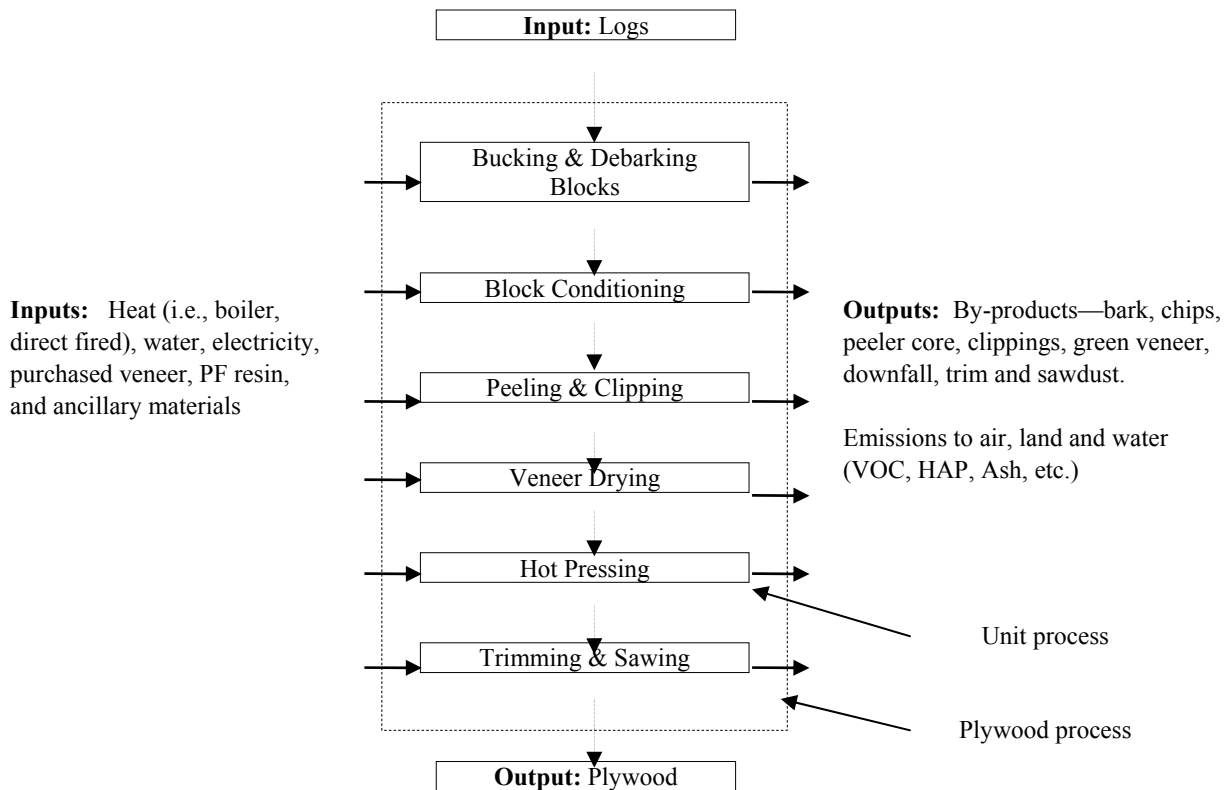 Input: Logs
Bucking & Debarking
Blocks
Block Conditioning
Inputs: Heat (i.e., boiler,
direct fired), water, electricity,
purchased veneer, PF resin,
and ancillary materials
Outputs: By-products—bark, chips,
peeler core, clippings, green veneer,
downfall, trim and sawdust.
Emissions to air, land and water
(VOC, HAP, Ash, etc.)
Peeling & Clipping
Veneer Drying
Hot Pressing
Unit process
Trimming & Sawing
Plywood process
Output: Plywood